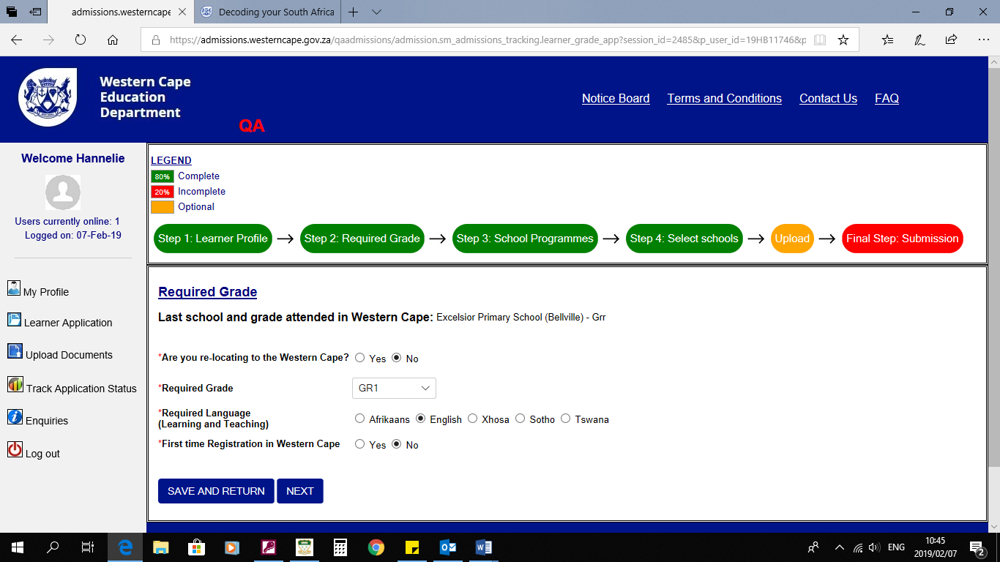 admissions.westerncape
Decoding your South Africa
https://admissions.westerncape.gov.za/qaadmissions/admission.sm_admissions_tracking.learner_grade_app?session_id=2485&p_user_id=19HB11746&p
Western Cape
Education
Department
QA
Notice Board Terms and Conditions Contact Us FAQ
Welcome Hannelie
Users currently online: 1
Logged on: 07-Feb-19
My Profile
Learner Application
Upload Documents
Track Application Status
Enquiries
Log out
LEGEND
80% Complete
20% Incomplete
Optional
Step 1: Learner Profile Step 2: Required Grade Step 3: School Programmes Step 4: Select schools Upload Final Step: Submission
Required Grade
Last school and grade attended in Western Cape: Excelsior Primary School (Bellville) - Grr
*Are you re-locating to the Western Cape? Yes No
*Required Grade GR1
*Required Language
(Learning and Teaching) Afrikaans English Xhosa Sotho Tswana
*First time Registration in Western Cape Yes No
SAVE AND RETURN NEXT
ENG
10:45
2019/02/07
2